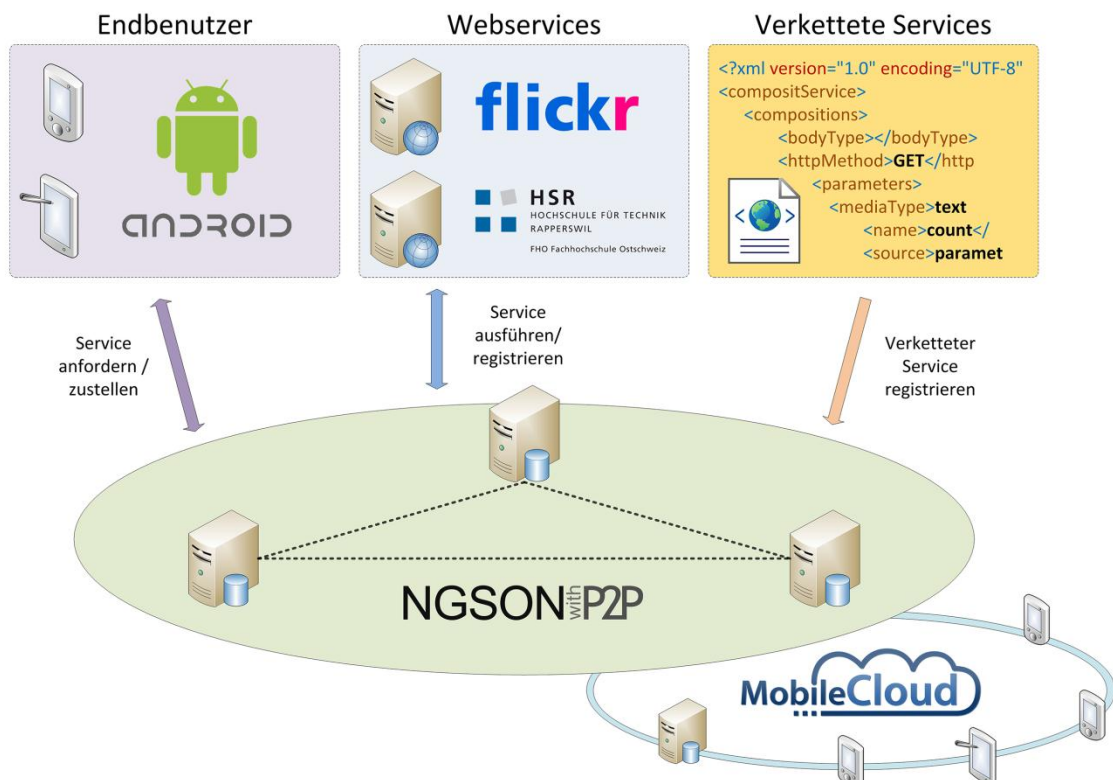 Endbenutzer
ANDROID
Webservices
flickr
HSR
HOCHSCHULE FÜR TECHNIK
RAPPERSWIL
FHO Fachhochschule Ostschweiz
Verkettete Services
<?xml version="1.0" encoding="UTF-8"
<compositService>
<compositions>
<bodyType></bodyType>
<httpMethod>GET</http
<parameters>
<mediaType>text
<name>count</
<source>paramet
Service
anfordern /
zustellen
Service
ausführen/
registrieren
Verketteter
Service
registrieren
NGSON with P2P
MobileCloud